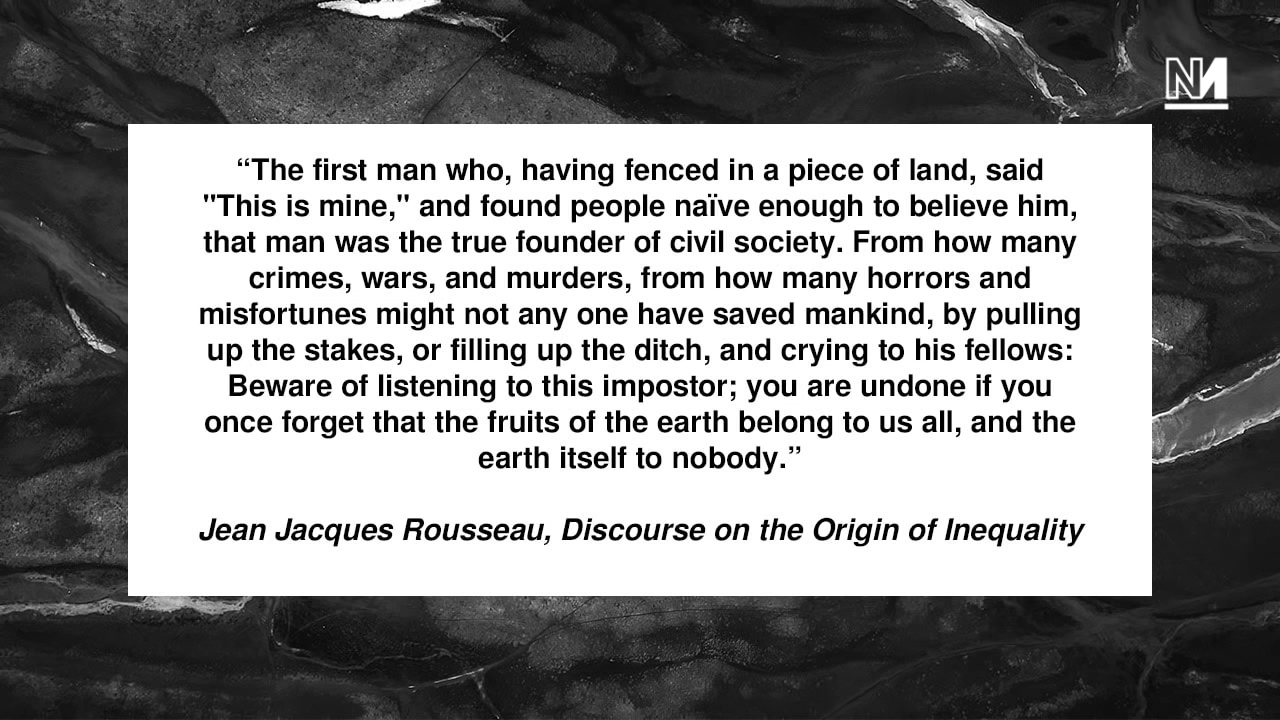 NM
“The first man who, having fenced in a piece of land, said
"This is mine," and found people naïve enough to believe him,
that man was the true founder of civil society. From how many
crimes, wars, and murders, from how many horrors and
misfortunes might not any one have saved mankind, by pulling
up the stakes, or filling up the ditch, and crying to his fellows:
Beware of listening to this impostor; you are undone if you
once forget that the fruits of the earth belong to us all, and the
earth itself to nobody.”
Jean Jacques Rousseau, Discourse on the Origin of Inequality